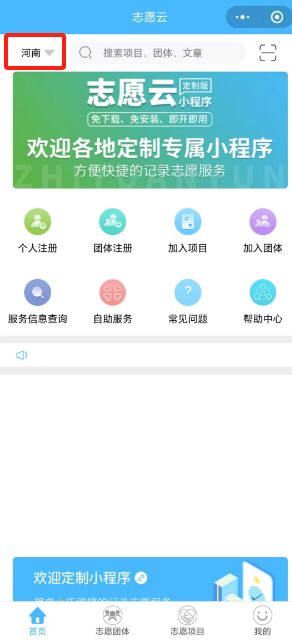 志愿云
河南
搜索项目、团体、文章
志愿云 定制版 小程序
免下载、免安装、即开即用
欢迎各地定制专属小程序
方便快捷的记录志愿服务
ZHIYUANYUN
个人注册 团体注册 加入项目 加入团体
服务信息查询 自助服务 常见问题 帮助中心
欢迎定制小程序
首页 志愿团体 志愿项目 我的